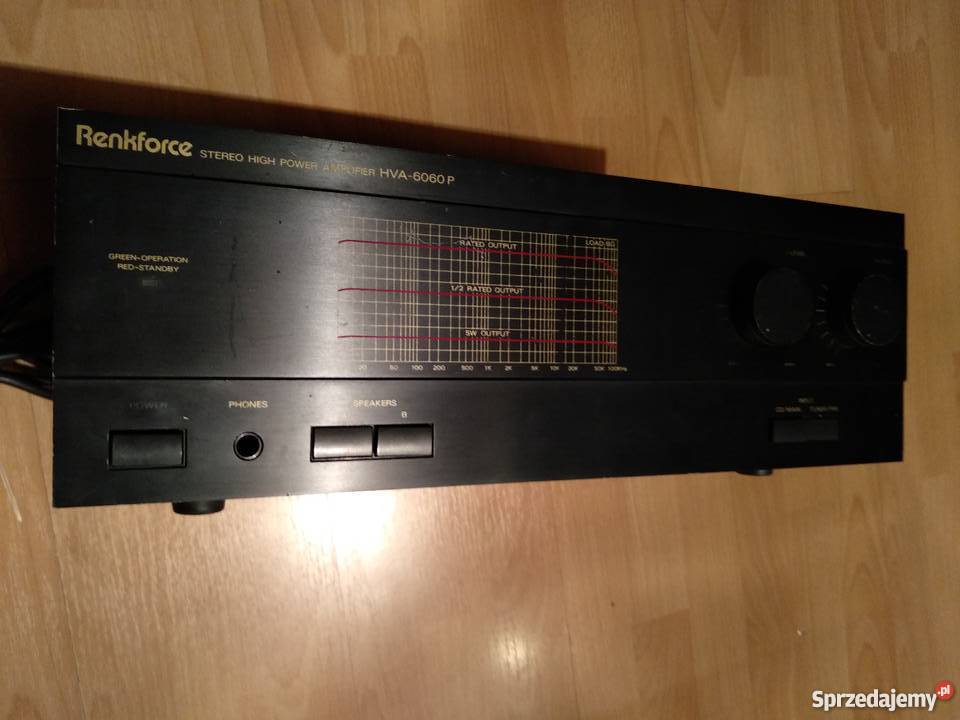 Renkforce STEREO HIGH POWER AMPLIFIER HVA-6060P
GREEN-OPERATION
RED-STANDBY
RATED OUTPUT LOAD:8Ω
1/2 RATED OUTPUT
5W OUTPUT
20 50 100 200 500 1K 2K 5K 10K 20K 50K 100KHz
POWER
PHONES
SPEAKERS
B
INPUT
Sprzedajemy.pl